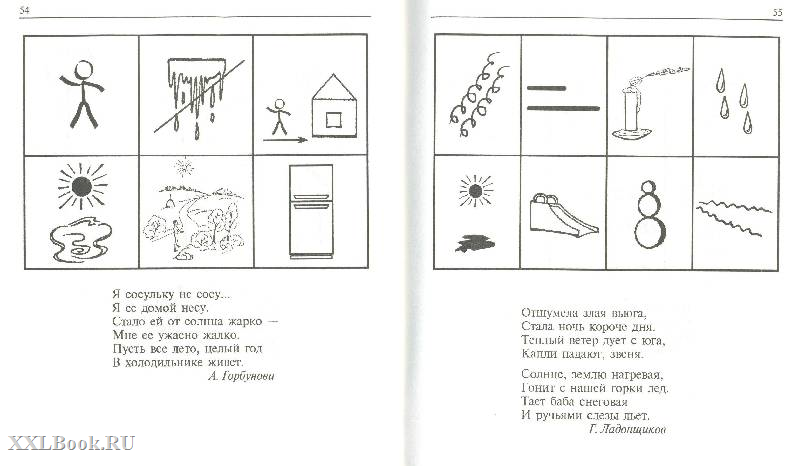 54
Я сосульку не сосу...
Я ее домой несу.
Стало ей от солнца жарко —
Мне ее ужасно жалко.
Пусть все лето, целый год
В холодильнике живет.
А. Горбунова
XXLBook.RU
55
Отшумела злая вьюга,
Стала ночь короче дня.
Теплый ветер дует с юга,
Капли падают, звеня.
Солнце, землю нагревая,
Гонит с нашей горки лед.
Тает баба снеговая
И ручьями слезы льет.
Г. Ладонщиков